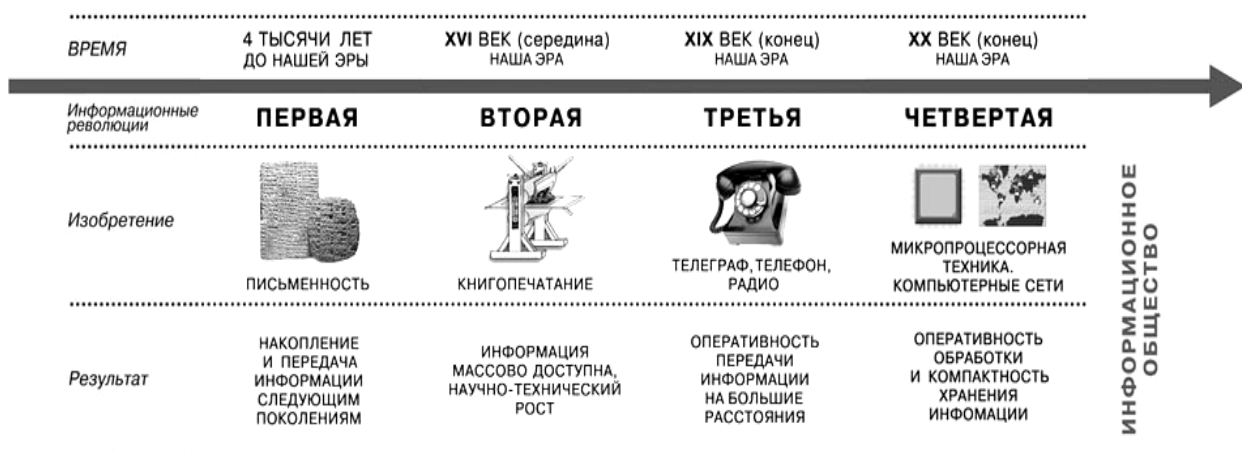 ВРЕМЯ
4 ТЫСЯЧИ ЛЕТ
ДО НАШЕЙ ЭРЫ
XVI ВЕК (середина)
НАША ЭРА
XIX ВЕК (конец)
НАША ЭРА
XX ВЕК (конец)
НАША ЭРА
Информационные
революции
ПЕРВАЯ
ВТОРАЯ
ТРЕТЬЯ
ЧЕТВЕРТАЯ
Изобретение
ПИСЬМЕННОСТЬ
КНИГОПЕЧАТАНИЕ
ТЕЛЕГРАФ, ТЕЛЕФОН,
РАДИО
МИКРОПРОЦЕССОРНАЯ
ТЕХНИКА.
КОМПЬЮТЕРНЫЕ СЕТИ
Результат
НАКОПЛЕНИЕ
И ПЕРЕДАЧА
ИНФОРМАЦИИ
СЛЕДУЮЩИМ
ПОКОЛЕНИЯМ
ИНФОРМАЦИЯ
МАССОВО ДОСТУПНА,
НАУЧНО-ТЕХНИЧЕСКИЙ
РОСТ
ОПЕРАТИВНОСТЬ
ПЕРЕДАЧИ
ИНФОРМАЦИИ
НА БОЛЬШИЕ
РАССТОЯНИЯ
ОПЕРАТИВНОСТЬ
ОБРАБОТКИ
И КОМПАКТНОСТЬ
ХРАНЕНИЯ
ИНФОМАЦИИ
ИНФОРМАЦИОННОЕ
ОБЩЕСТВО